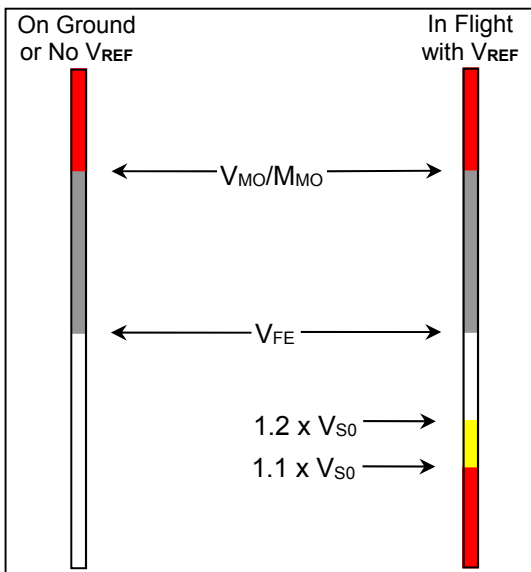 On Ground
or No VREF
In Flight
with VREF
VMO/MMO
VFE
1.2 x VS0
1.1 x VS0